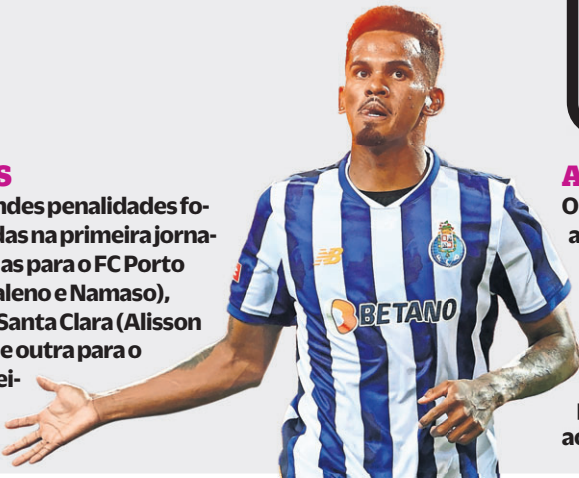 S
ndes penalidades fo-
das na primeira jorna-
as para o FC Porto
aleno e Namaso),
Santa Clara (Alisson
e outra para o
ei-
BETANO
A
O
a
ac